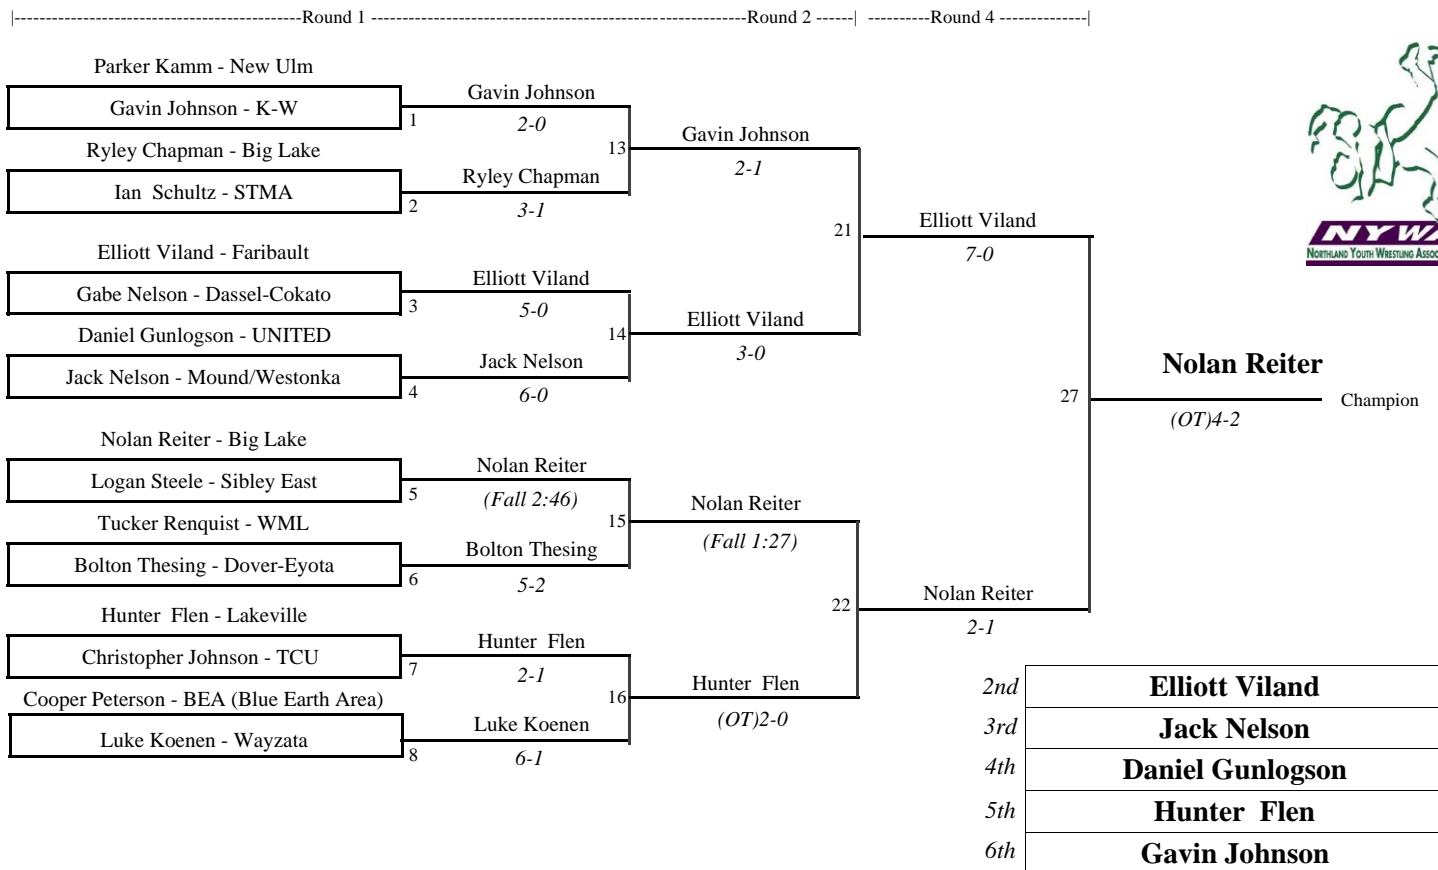 |----------------------------------------Round 1 ----------------------------------------------------Round 2 ------| ----------Round 4 --------------|
Parker Kamm - New Ulm
Gavin Johnson - K-W
1
Gavin Johnson
2-0
Ryley Chapman - Big Lake
Ian  Schultz - STMA
2
Ryley Chapman
3-1
13
Gavin Johnson
2-1
Elliott Viland - Faribault
Gabe Nelson - Dassel-Cokato
3
Elliott Viland
5-0
Daniel Gunlogson - UNITED
Jack Nelson - Mound/Westonka
4
Jack Nelson
6-0
14
Elliott Viland
3-0
21
Elliott Viland
7-0
Nolan Reiter - Big Lake
Logan Steele - Sibley East
5
Nolan Reiter
(Fall 2:46)
Tucker Renquist - WML
Bolton Thesing - Dover-Eyota
6
Bolton Thesing
5-2
15
Nolan Reiter
(Fall 1:27)
Hunter  Flen - Lakeville
Christopher Johnson - TCU
7
Hunter  Flen
2-1
Cooper Peterson - BEA (Blue Earth Area)
Luke Koenen - Wayzata
8
Luke Koenen
6-1
16
Hunter  Flen
(OT)2-0
22
Nolan Reiter
2-1
27
Nolan Reiter
Champion
(OT)4-2
NORTHLAND YOUTH WRESTLING
2nd Elliott Viland
3rd Jack Nelson
4th Daniel Gunlogson
5th Hunter  Flen
6th Gavin Johnson